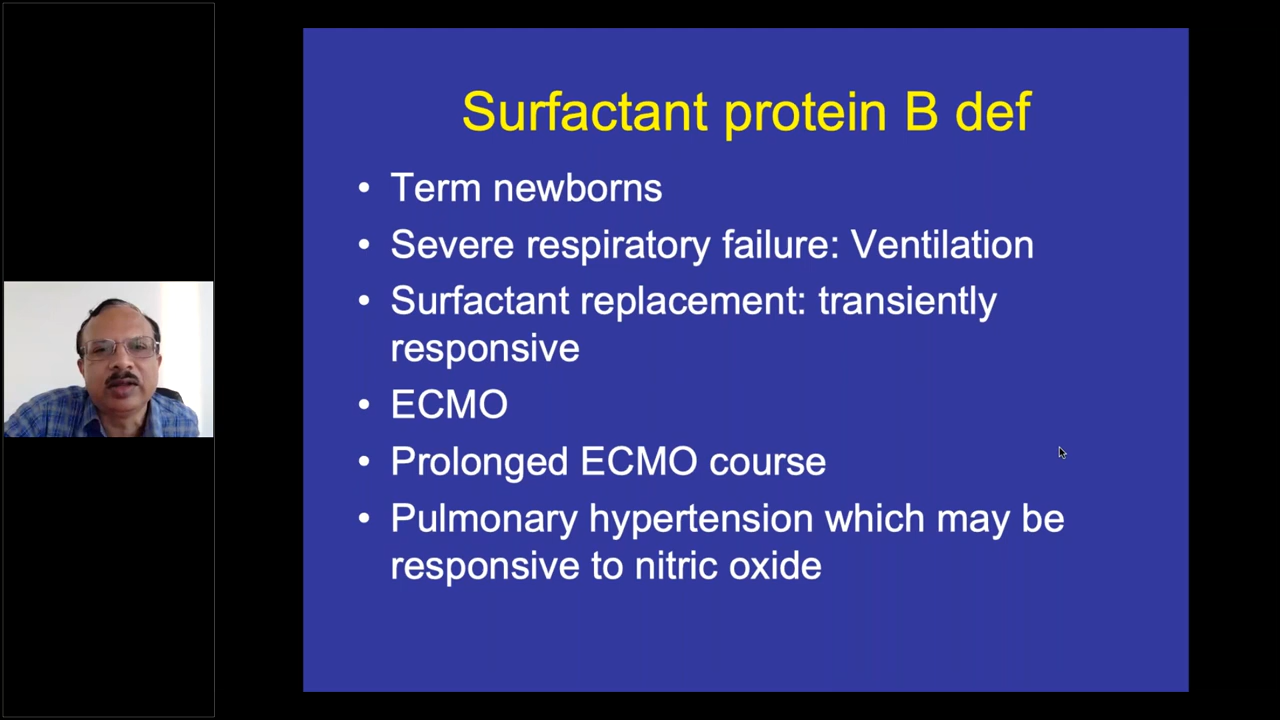 Surfactant protein B def
• Term newborns
• Severe respiratory failure: Ventilation
• Surfactant replacement: transiently
responsive
• ECMO
• Prolonged ECMO course
• Pulmonary hypertension which may be
responsive to nitric oxide